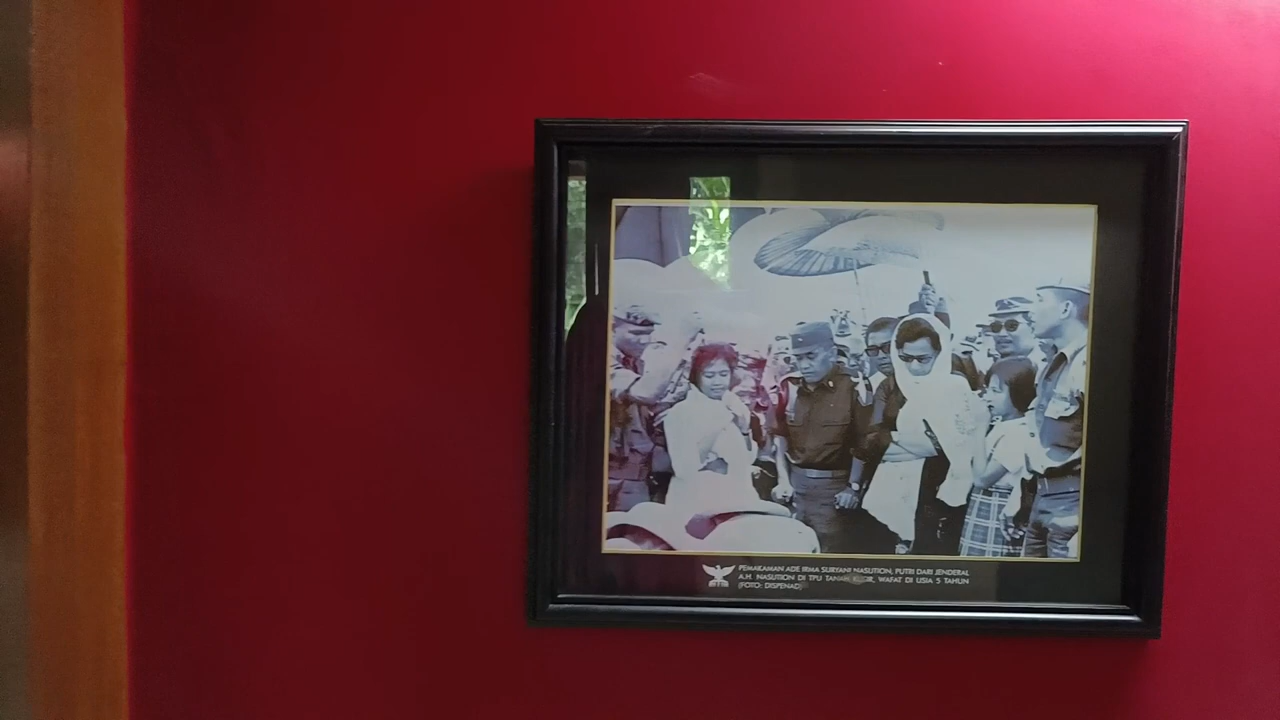 PEMAKAMAN ADE IRMA SURYANI NASUTION, PUTRI DARI JENDERAL
A.H. NASUTION DI TPU TANAH KUSIR, WAFAT DI USIA 5 TAHUN
(FOTO: DISPENAD)